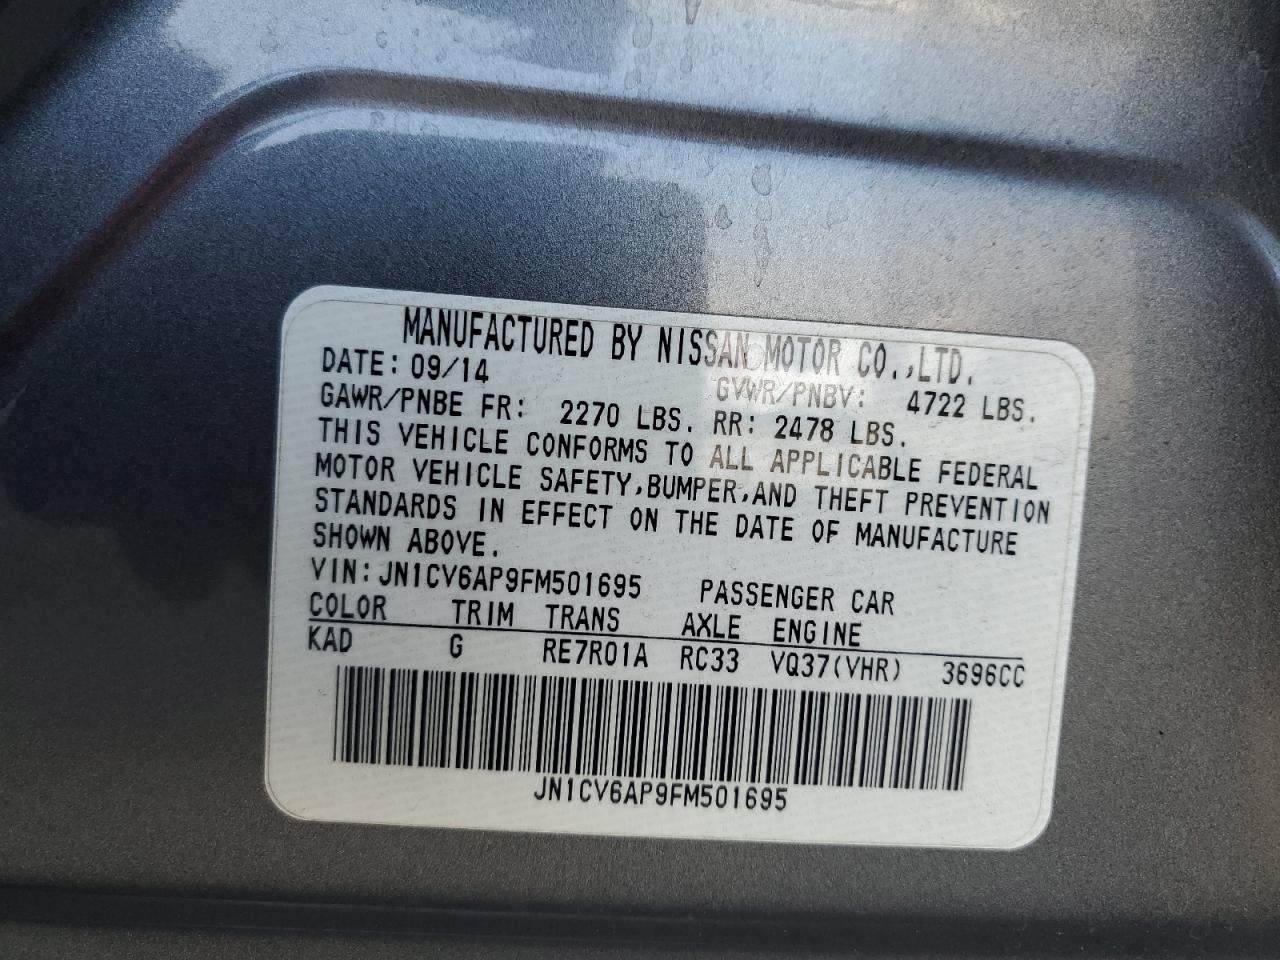 MANUFACTURED BY NISSAN MOTOR CO.,LTD.
DATE: 09/14 GVWR/PNBV: 4722 LBS.
GAWR/PNBE FR: 2270 LBS. RR: 2478 LBS.
THIS VEHICLE CONFORMS TO ALL APPLICABLE FEDERAL
MOTOR VEHICLE SAFETY,BUMPER,AND THEFT PREVENTION
STANDARDS IN EFFECT ON THE DATE OF MANUFACTURE
SHOWN ABOVE.
VIN: JN1CV6AP9FM501695 PASSENGER CAR
COLOR TRIM TRANS AXLE ENGINE
KAD G RE7R01A RC33 VQ37(VHR) 3696CC
JN1CV6AP9FM501695